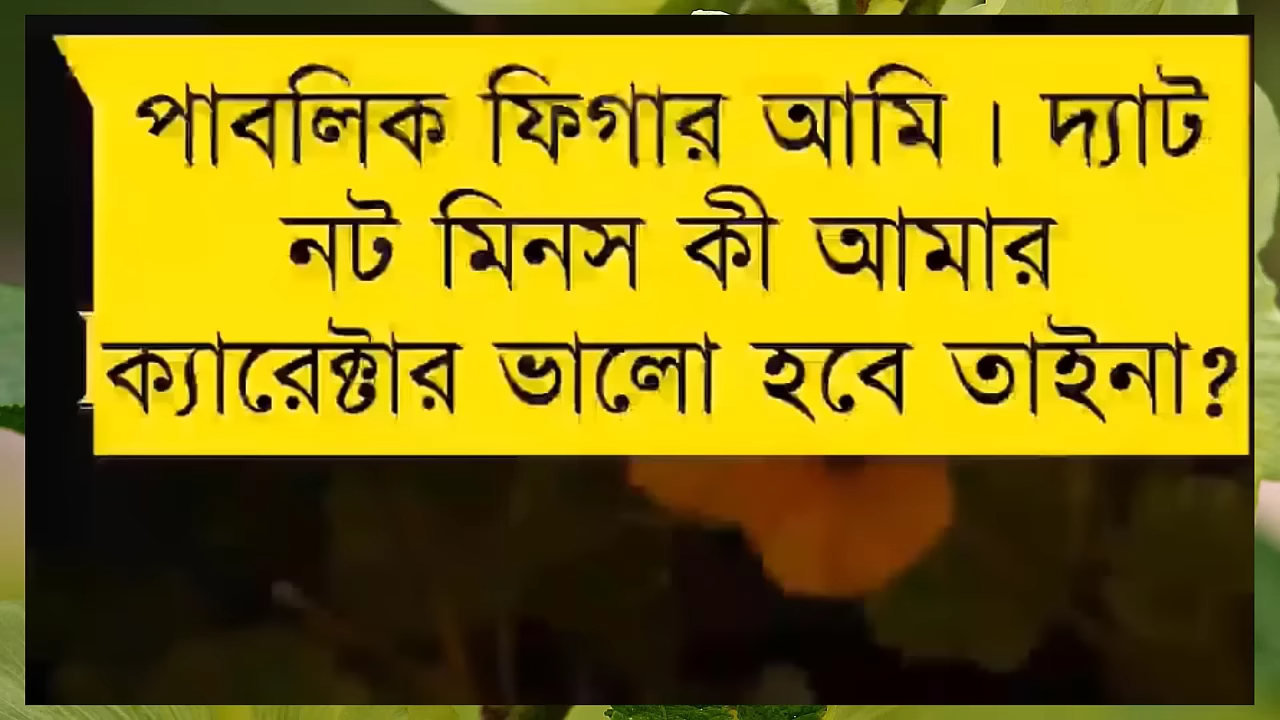 পাবলিক ফিগার আমি । দ্যাট
নট মিনস কী আমার
ক্যারেক্টার ভালো হবে তাইনা?